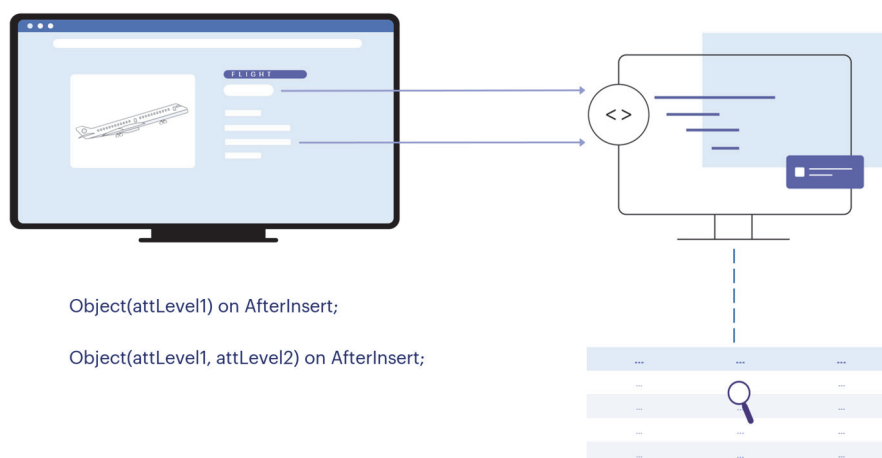 FLIGHT
< >
Object(attLevel1) on AfterInsert;
Object(attLevel1, attLevel2) on AfterInsert;
... ... ...
... ...
... ... ...
... ... ...
... ... ...